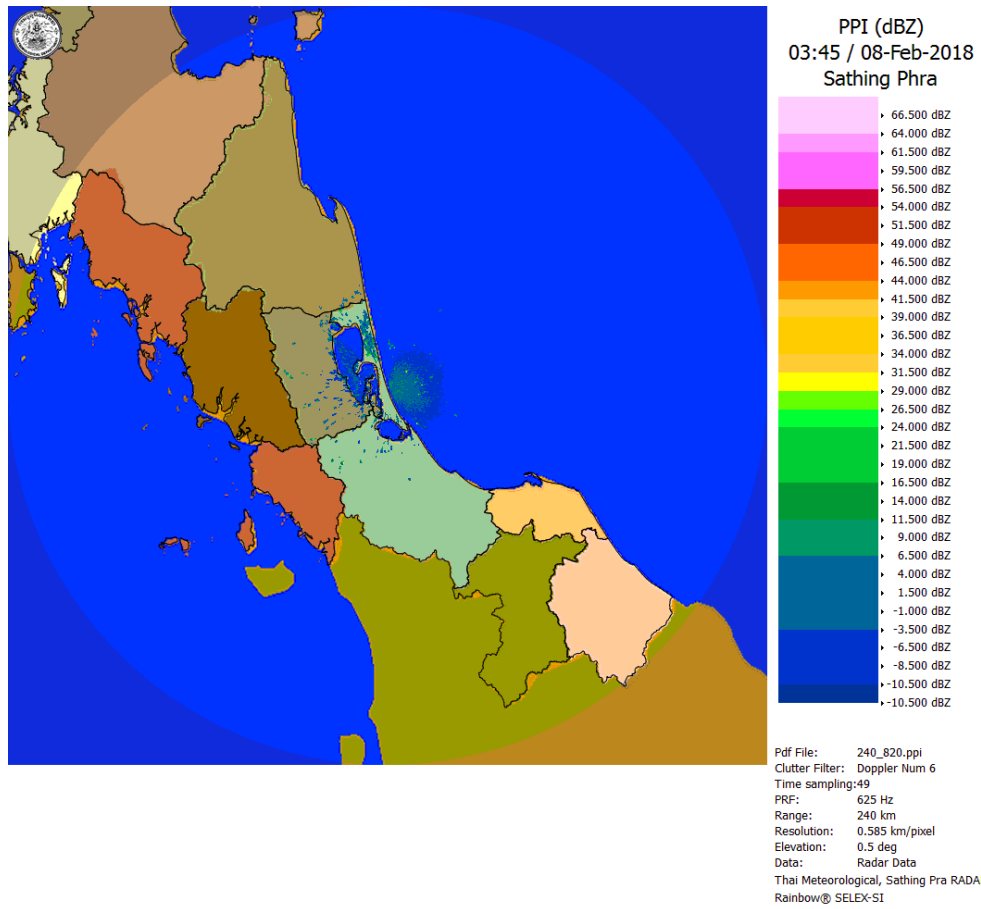 PPI (dBZ)
03:45 / 08-Feb-2018
Sathing Phra
66.500 dBZ
64.000 dBZ
61.500 dBZ
59.500 dBZ
56.500 dBZ
54.000 dBZ
51.500 dBZ
49.000 dBZ
46.500 dBZ
44.000 dBZ
41.500 dBZ
39.000 dBZ
36.500 dBZ
34.000 dBZ
31.500 dBZ
29.000 dBZ
26.500 dBZ
24.000 dBZ
21.500 dBZ
19.000 dBZ
16.500 dBZ
14.000 dBZ
11.500 dBZ
9.000 dBZ
6.500 dBZ
4.000 dBZ
1.500 dBZ
-1.000 dBZ
-3.500 dBZ
-6.500 dBZ
-8.500 dBZ
-10.500 dBZ
-10.500 dBZ
Pdf File: 240_820.ppi
Clutter Filter: Doppler Num 6
Time sampling:49
PRF: 625 Hz
Range: 240 km
Resolution: 0.585 km/pixel
Elevation: 0.5 deg
Data: Radar Data
Thai Meteorological, Sathing Pra RADA
Rainbow® SELEX-SI